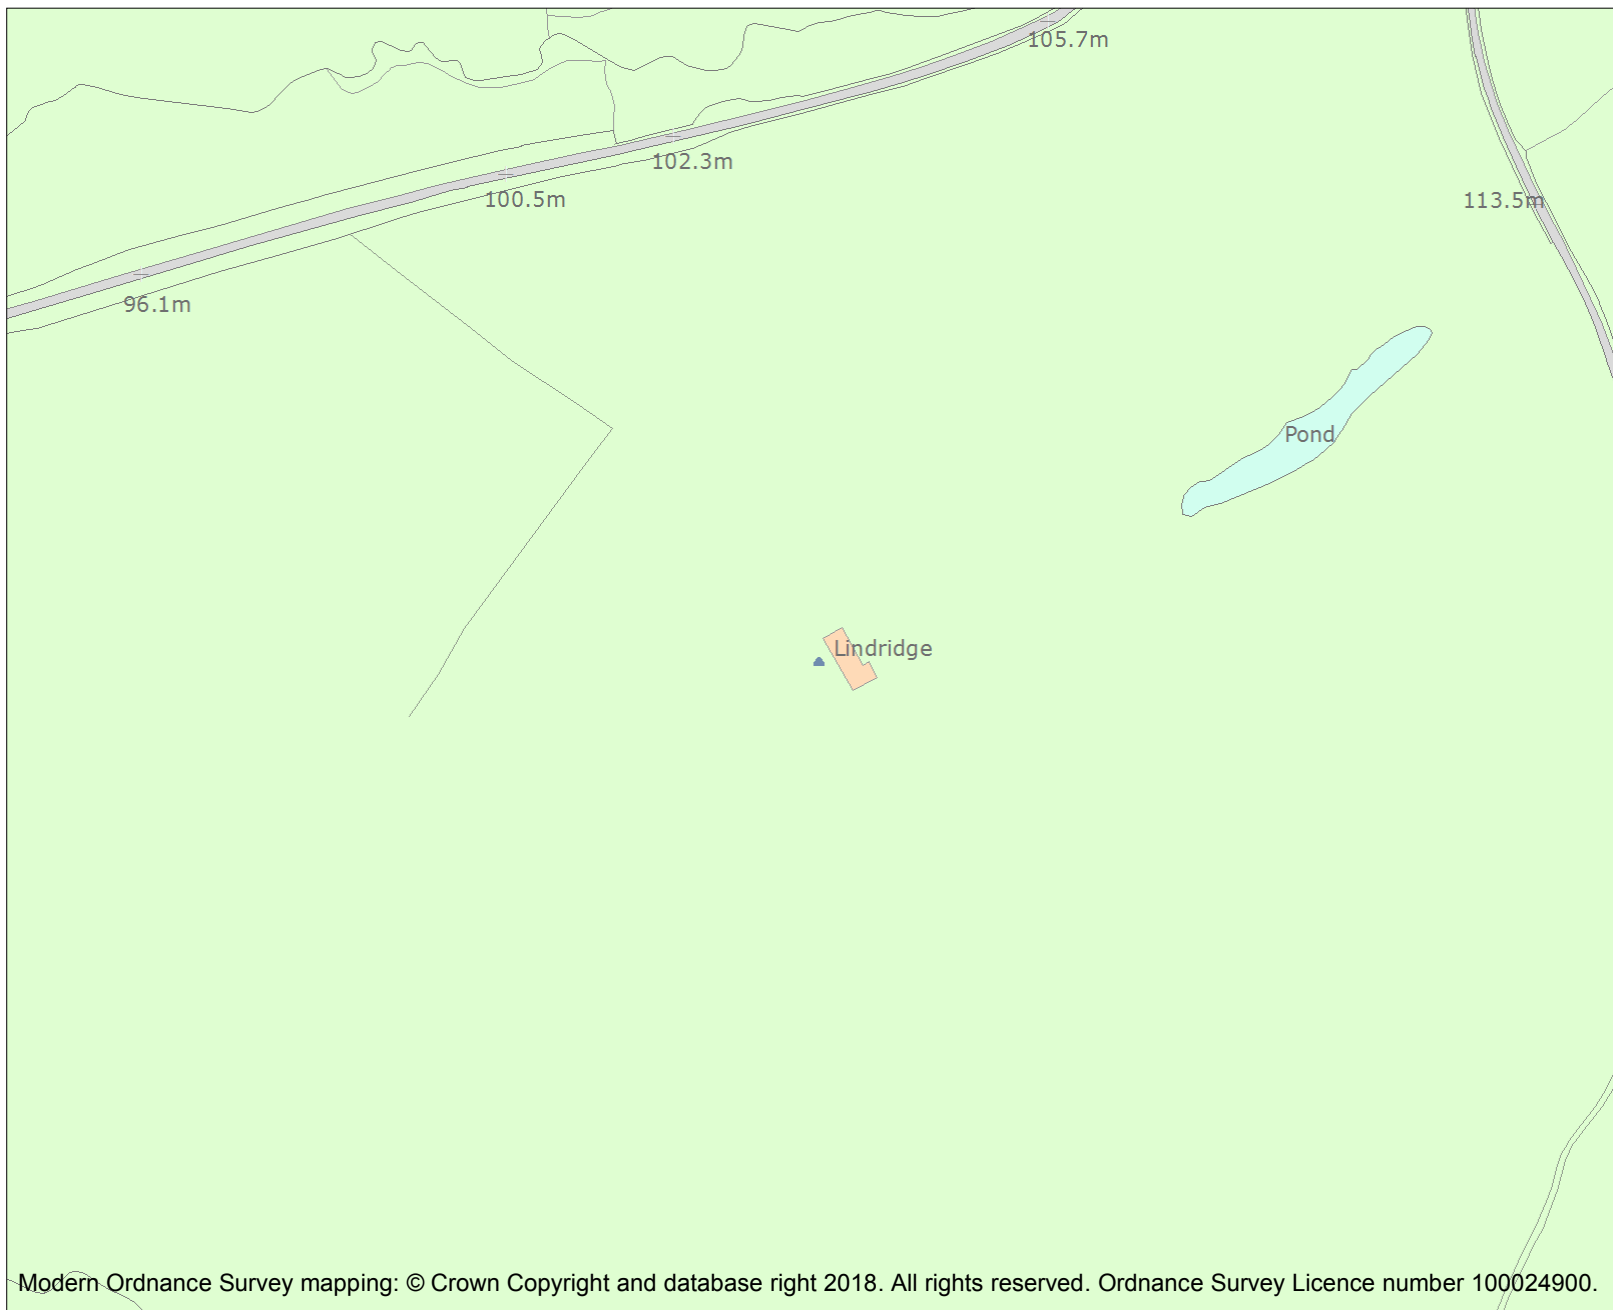 105.7m
102.3m
100.5m
113.5m
96.1m
Pond
Lindridge
Modern Ordnance Survey mapping: © Crown Copyright and database right 2018. All rights reserved. Ordnance Survey Licence number 100024900.